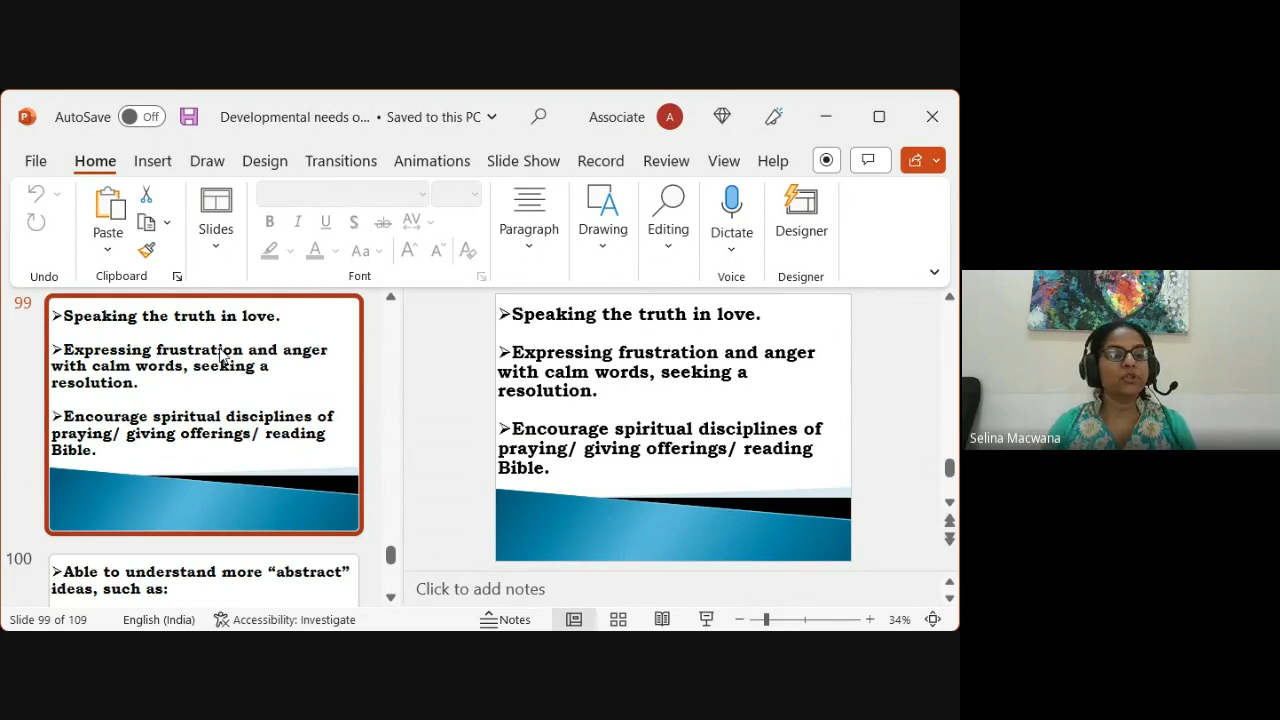 AutoSave Off Developmental needs o... • Saved to this PC Associate A
File Home Insert Draw Design Transitions Animations Slide Show Record Review View Help
Paste Slides B I U S ab AV Aa A A A Paragraph Drawing Editing Dictate Designer
Undo Clipboard Font Voice Designer
99
➢Speaking the truth in love.
➢Expressing frustration and anger
with calm words, seeking a
resolution.
➢Encourage spiritual disciplines of
praying/ giving offerings/ reading
Bible.
100
➢Able to understand more “abstract”
ideas, such as:
➢Speaking the truth in love.
➢Expressing frustration and anger
with calm words, seeking a
resolution.
➢Encourage spiritual disciplines of
praying/ giving offerings/ reading
Bible.
Click to add notes
Slide 99 of 109 English (India) Accessibility: Investigate Notes 34%
Selina Macwana